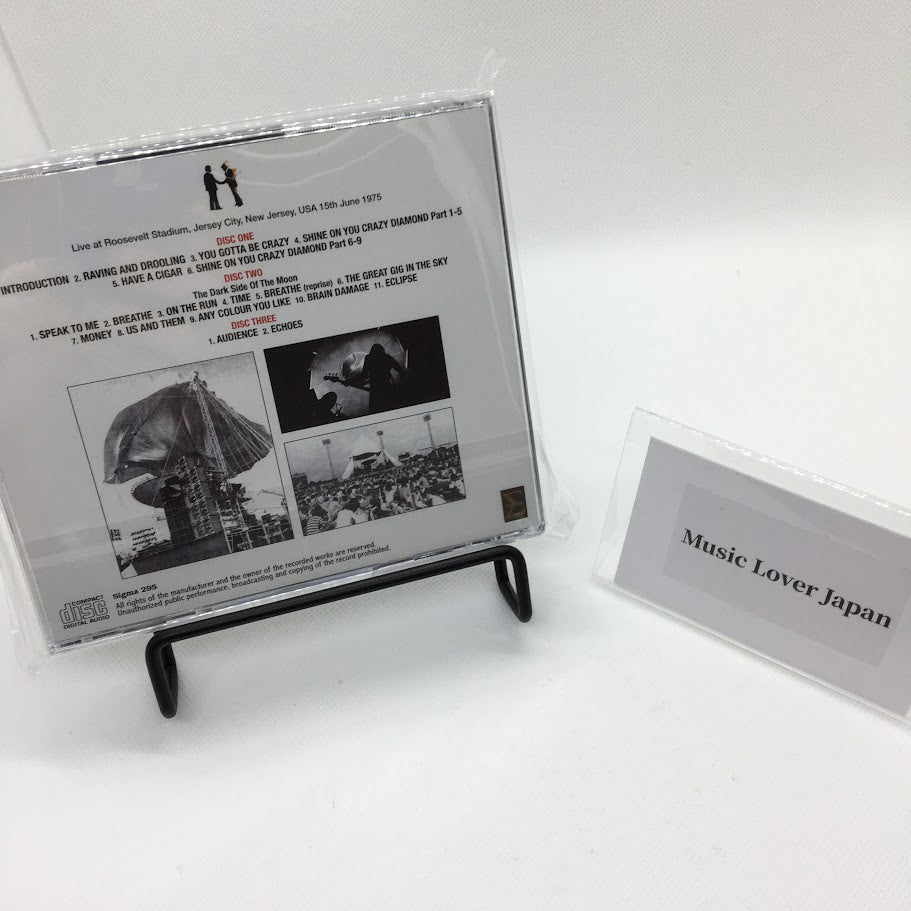 Live at Roosevelt Stadium, Jersey City, New Jersey, USA 15th June 1975
DISC ONE
INTRODUCTION 2. RAVING AND DROOLING 3. YOU GOTTA BE CRAZY 4. SHINE ON YOU CRAZY DIAMOND Part 1-5
5. HAVE A CIGAR 6. SHINE ON YOU CRAZY DIAMOND Part 6-9
DISC TWO
The Dark Side Of The Moon
1. SPEAK TO ME 2. BREATHE 3. ON THE RUN 4. TIME 5. BREATHE (reprise) 6. THE GREAT GIG IN THE SKY
7. MONEY 8. US AND THEM 9. ANY COLOUR YOU LIKE 10. BRAIN DAMAGE 11. ECLIPSE
DISC THREE
1. AUDIENCE 2. ECHOES
COMPACT
disc
DIGITAL AUDIO
Sigma 295
All rights of the manufacturer and the owner of the recorded works are reserved.
Unauthorized public performance, broadcasting and copying of the record prohibited.
Music Lover Japan